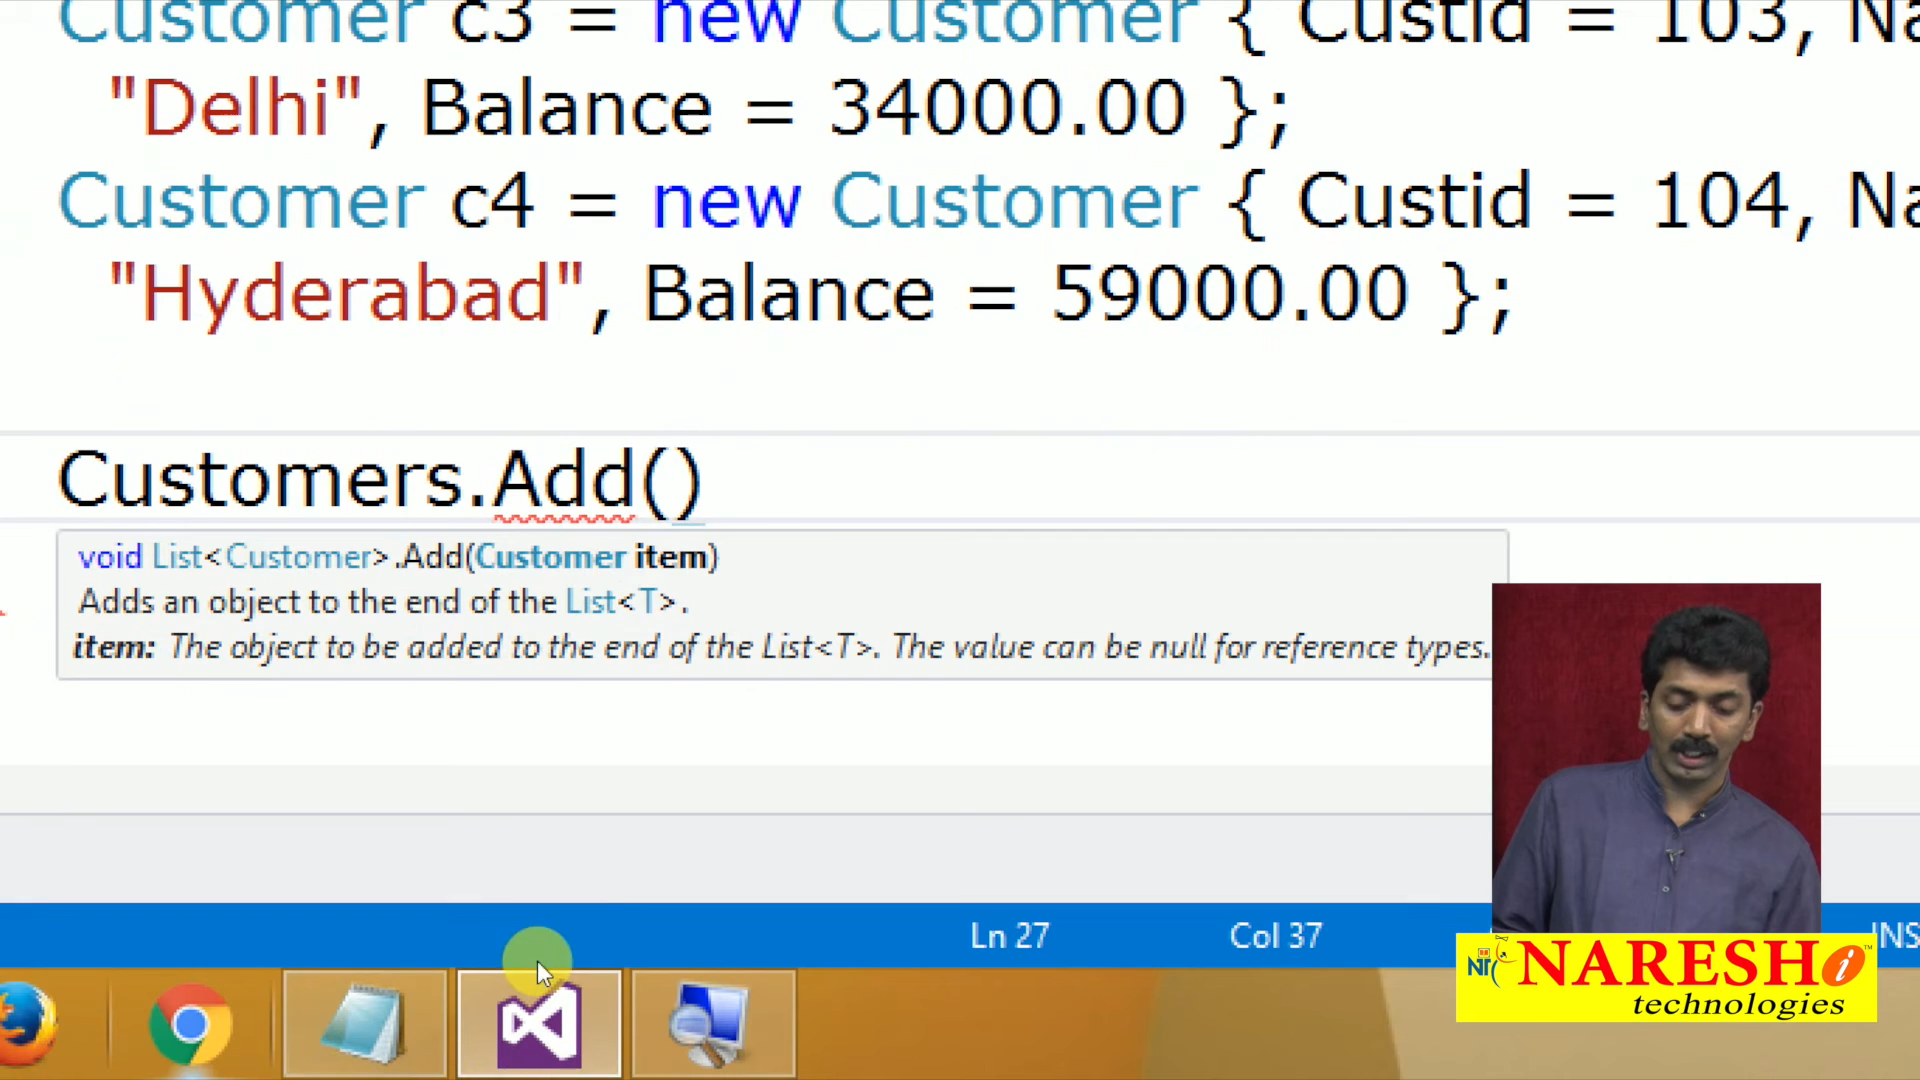 Customer c3 = new Customer { Custid = 103, Na
"Delhi", Balance = 34000.00 };
Customer c4 = new Customer { Custid = 104, Na
"Hyderabad", Balance = 59000.00 };
Customers.Add()
void List<Customer>.Add(Customer item)
Adds an object to the end of the List<T>.
item: The object to be added to the end of the List<T>. The value can be null for reference types.
Ln 27 Col 37 INS
NARESH i
technologies